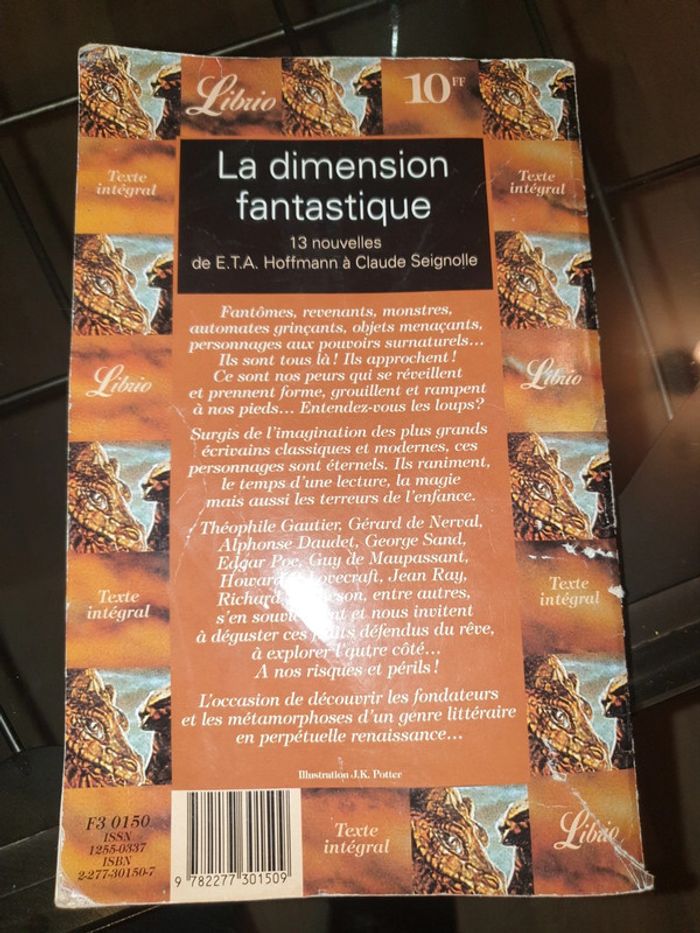 Librio
10 FF
Texte
intégral
La dimension
fantastique
13 nouvelles
de E.T.A. Hoffmann à Claude Seignolle
Texte
intégral
Fantômes, revenants, monstres,
automates grinçants, objets menaçants,
personnages aux pouvoirs surnaturels...
Ils sont tous là ! Ils approchent !
Ce sont nos peurs qui se réveillent
et prennent forme, grouillent et rampent
à nos pieds... Entendez-vous les loups ?
Librio
Librio
Surgis de l'imagination des plus grands
écrivains classiques et modernes, ces
personnages sont éternels. Ils raniment,
le temps d'une lecture, la magie
mais aussi les terreurs de l'enfance.
Théophile Gautier, Gérard de Nerval,
Alphonse Daudet, George Sand,
Edgar Poe, Guy de Maupassant,
Howard Lovecraft, Jean Ray,
Richard entre autres,
s'en et nous invitent
à déguster ces défendus du rêve,
à explorer l'autre côté...
A nos risques et périls !
Texte
intégral
Texte
intégral
L'occasion de découvrir les fondateurs
et les métamorphoses d'un genre littéraire
en perpétuelle renaissance...
Illustration J.K. Potter
F3 0150
ISSN
1255-0337
ISBN
2-277-30150-7
9 782277 301509
Texte
intégral
Librio